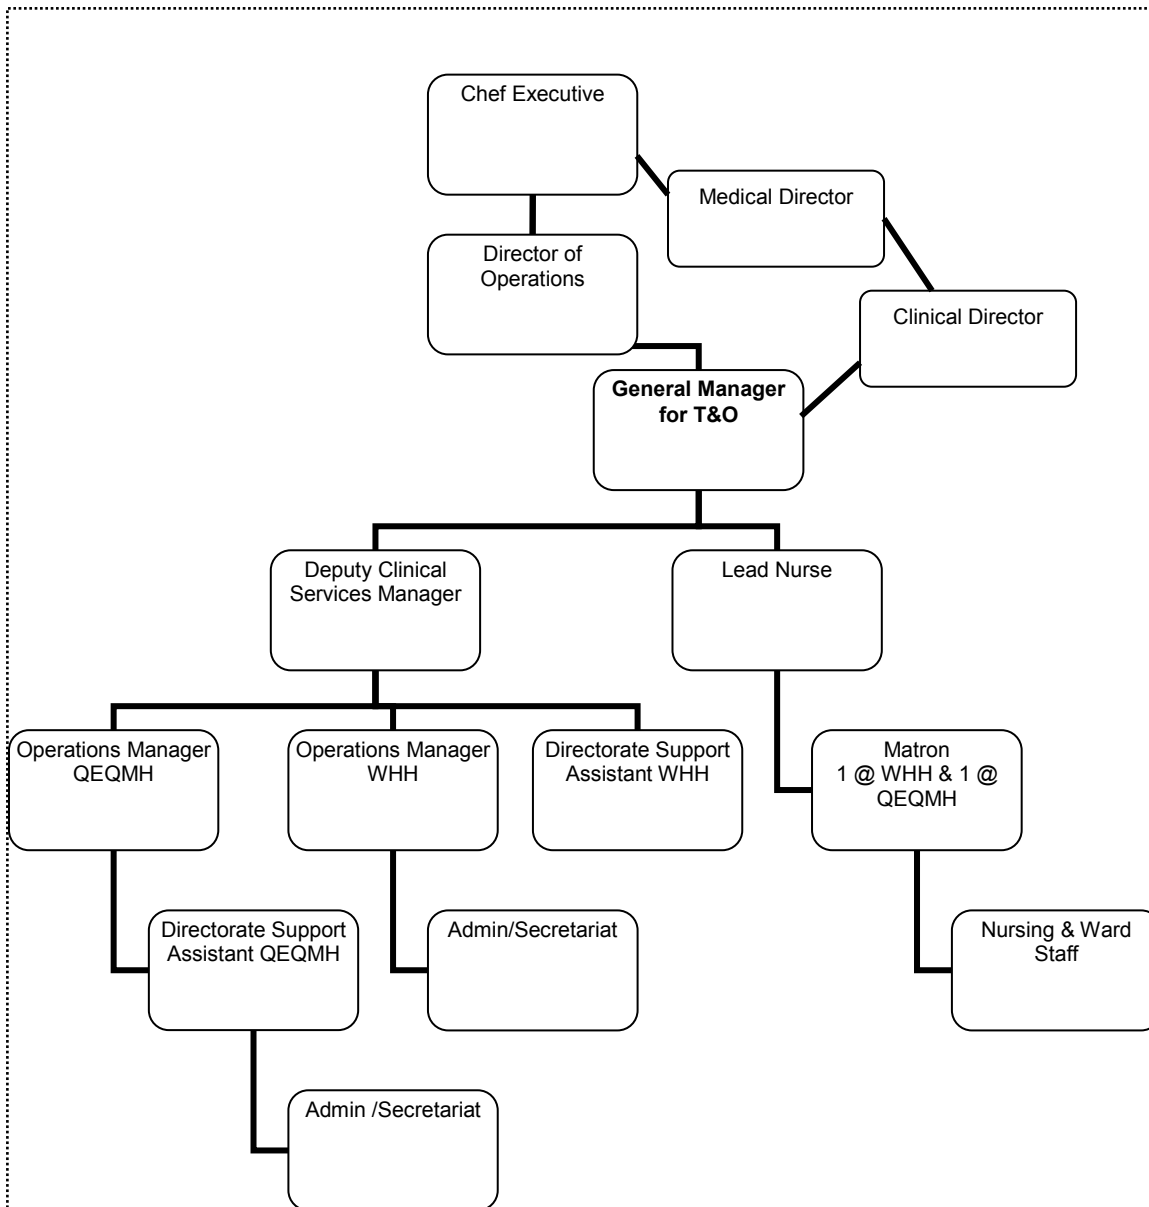 Chef Executive
Medical Director
Director of
Operations
Clinical Director
General Manager
for T&O
Deputy Clinical
Services Manager
Lead Nurse
Operations Manager
QEQMH
Operations Manager
WHH
Directorate Support
Assistant WHH
Matron
1 @ WHH & 1 @
QEQMH
Directorate Support
Assistant QEQMH
Admin/Secretariat
Nursing & Ward
Staff
Admin /Secretariat